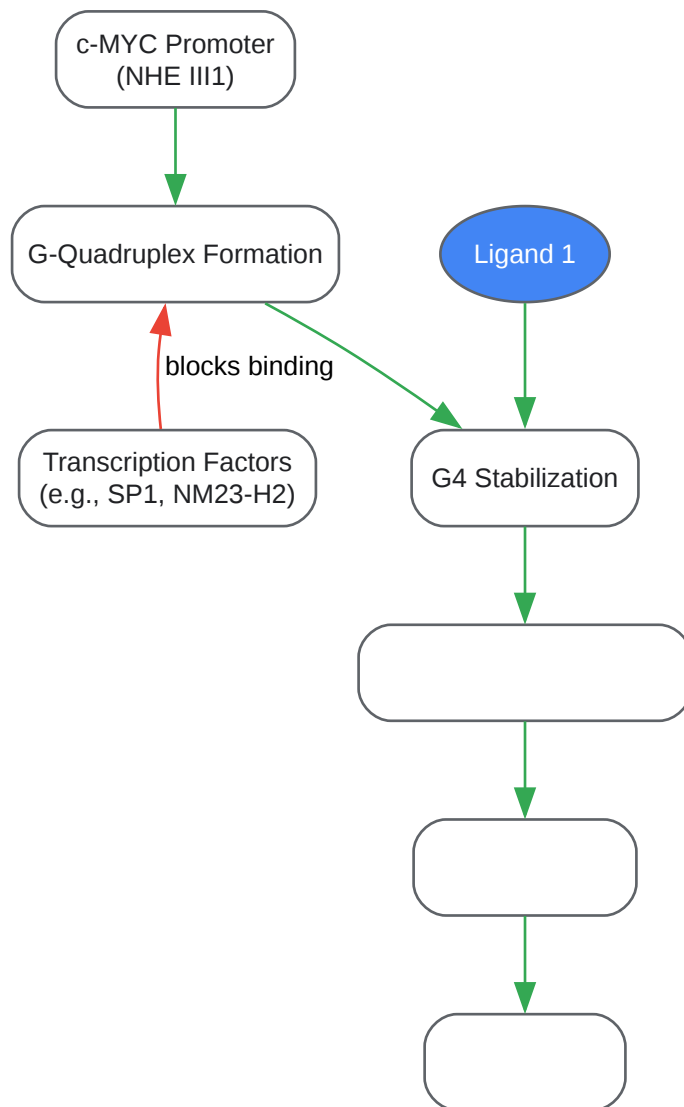 c-MYC Promoter
(NHE III1)
G-Quadruplex Formation
Ligand 1
blocks binding
Transcription Factors
(e.g., SP1, NM23-H2)
G4 Stabilization